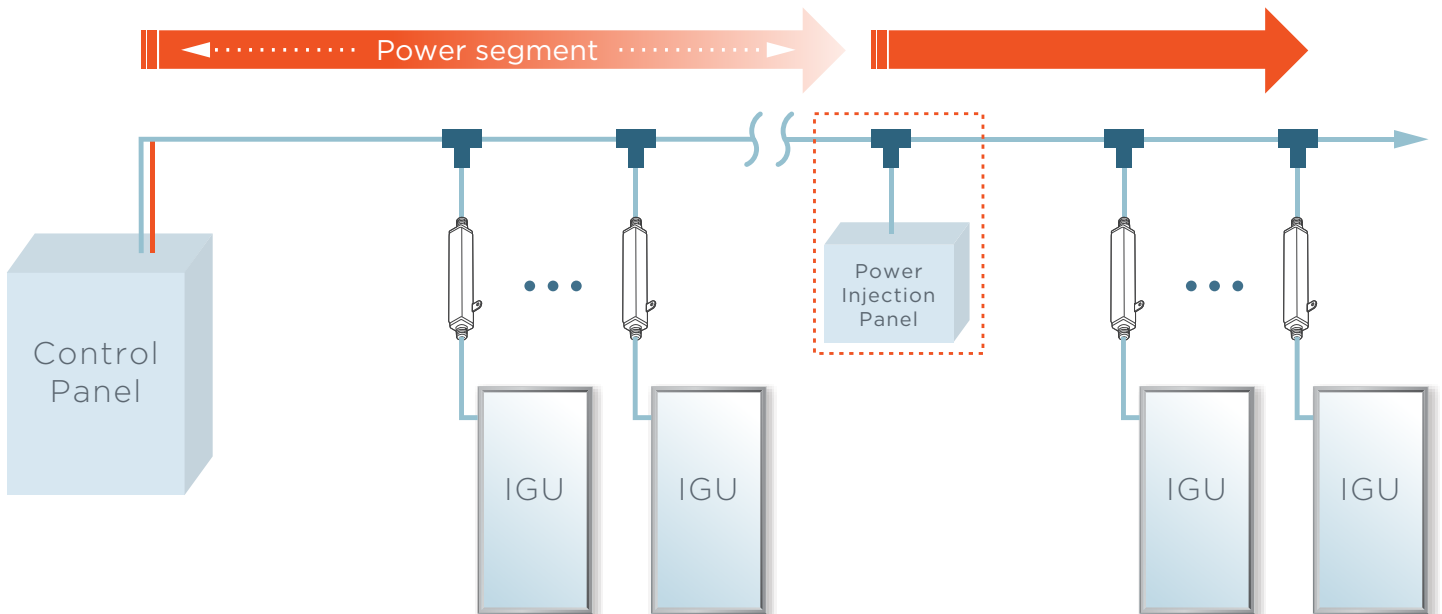 Power segment
Control
Panel
Power
Injection
Panel
IGU
IGU
IGU
IGU